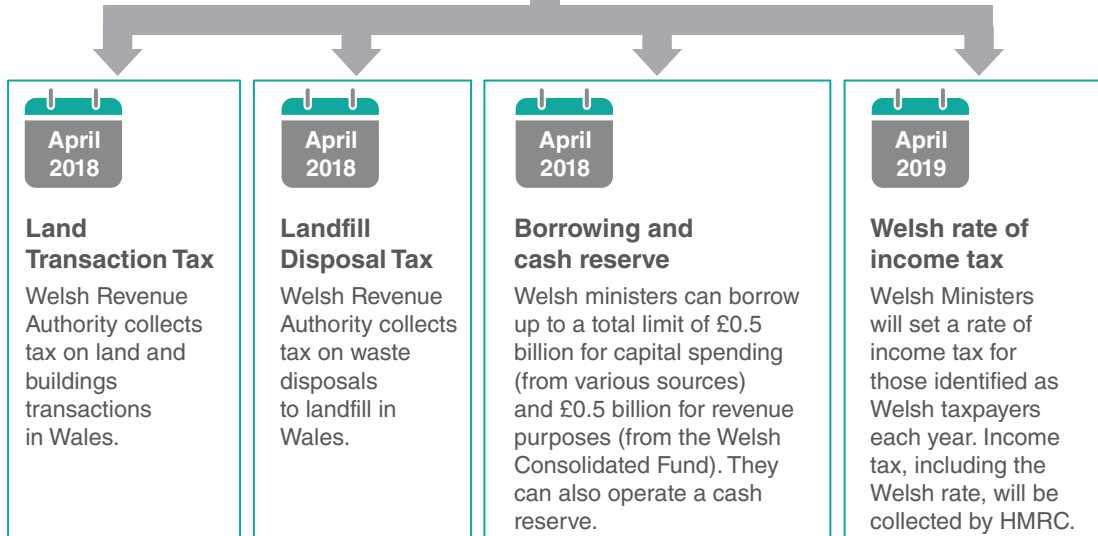 April
2018
Land
Transaction Tax
Welsh Revenue
Authority collects
tax on land and
buildings
transactions
in Wales.
April
2018
Landfill
Disposal Tax
Welsh Revenue
Authority collects
tax on waste
disposals
to landfill in
Wales.
April
2018
Borrowing and
cash reserve
Welsh ministers can borrow
up to a total limit of £0.5
billion for capital spending
(from various sources)
and £0.5 billion for revenue
purposes (from the Welsh
Consolidated Fund). They
can also operate a cash
reserve.
April
2019
Welsh rate of
income tax
Welsh Ministers
will set a rate of
income tax for
those identified as
Welsh taxpayers
each year. Income
tax, including the
Welsh rate, will be
collected by HMRC.